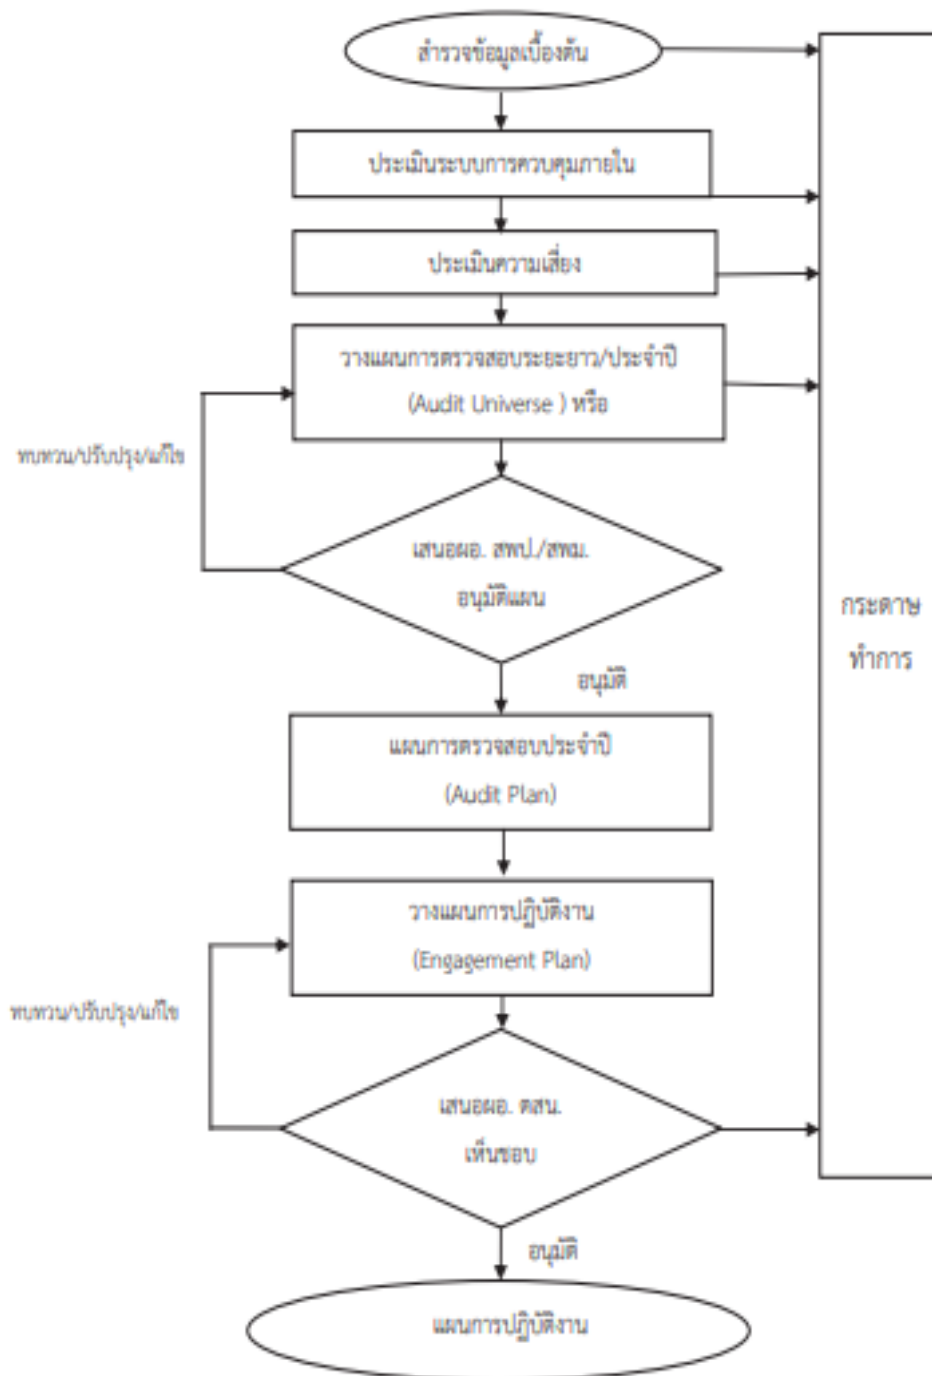 สำรวจข้อมูลเบื้องต้น
ประเมินระบบการควบคุมภายใน
ประเมินความเสี่ยง
วางแผนการตรวจสอบระยะยาว/ประจำปี
(Audit Universe ) หรือ
ทบทวน/ปรับปรุง/แก้ไข
เสนอผอ. สพป./สพม.
อนุมัติแผน
กระดาษ
ทำการ
อนุมัติ
แผนการตรวจสอบประจำปี
(Audit Plan)
วางแผนการปฏิบัติงาน
(Engagement Plan)
ทบทวน/ปรับปรุง/แก้ไข
เสนอผอ. ตสน.
เห็นชอบ
อนุมัติ
แผนการปฏิบัติงาน